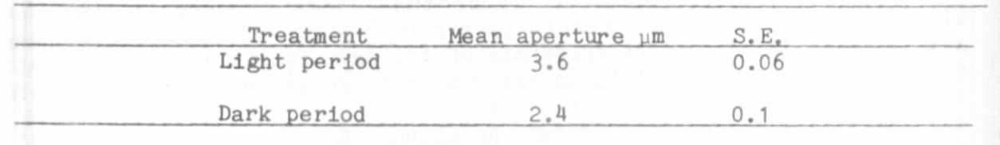 Treatment Mean aperture µm S.E.
Light period 3.6 0.06
Dark period 2.4 0.1